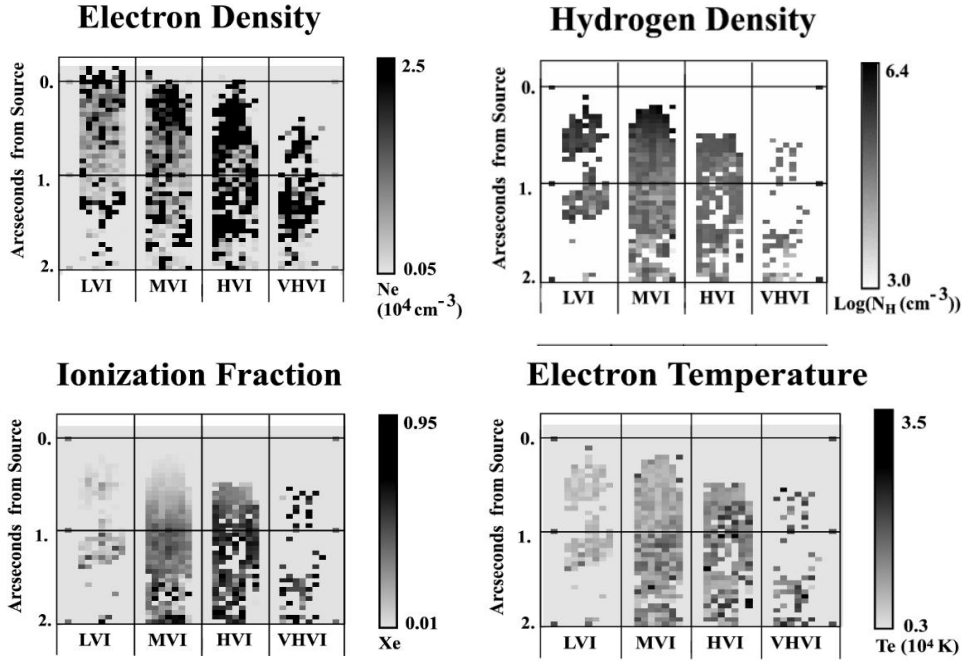 Electron Density
Arcseconds from Source
0.
1.
2.
LVI MVI HVI VHVI
2.5
0.05
Ne
(10⁴ cm⁻³)
Hydrogen Density
Arcseconds from Source
0.
1.
2.
LVI MVI HVI VHVI
6.4
3.0
Log(N_H (cm⁻³))
Ionization Fraction
Arcseconds from Source
0.
1.
2.
LVI MVI HVI VHVI
0.95
0.01
Xe
Electron Temperature
Arcseconds from Source
0.
1.
2.
LVI MVI HVI VHVI
3.5
0.3
Te (10⁴ K)